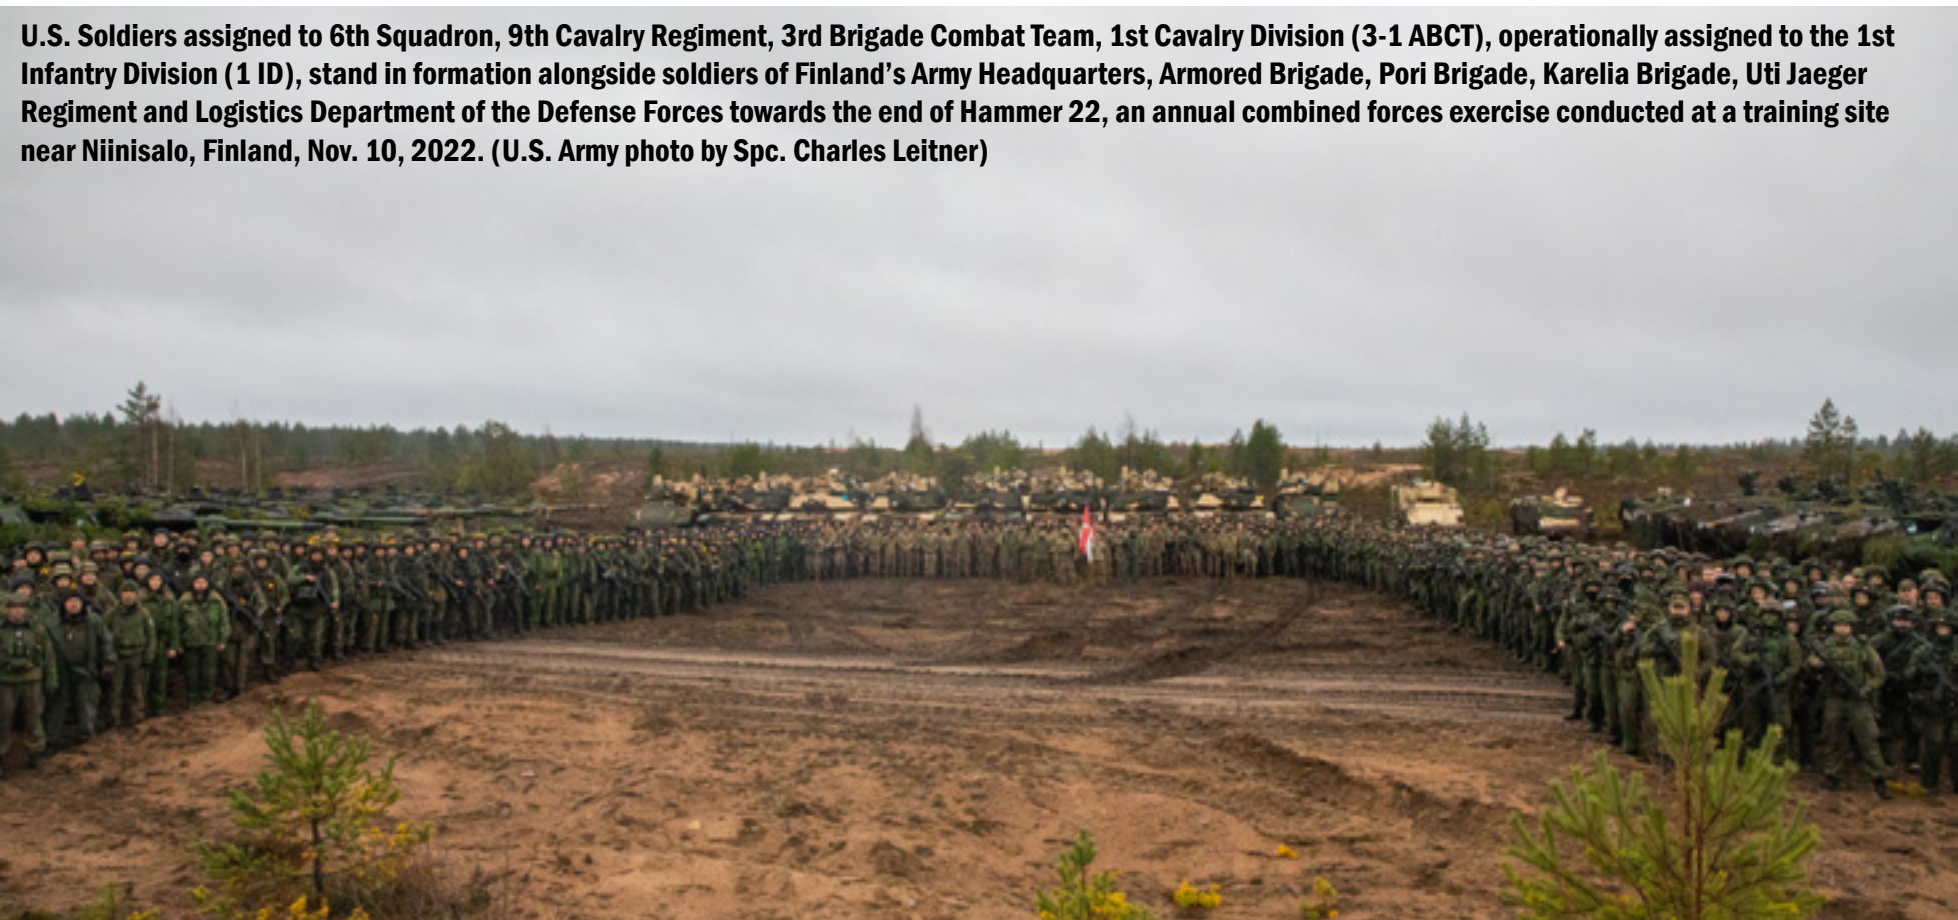 U.S. Soldiers assigned to 6th Squadron, 9th Cavalry Regiment, 3rd Brigade Combat Team, 1st Cavalry Division (3-1 ABCT), operationally assigned to the 1st
Infantry Division (1 ID), stand in formation alongside soldiers of Finland’s Army Headquarters, Armored Brigade, Pori Brigade, Karelia Brigade, Uti Jaeger
Regiment and Logistics Department of the Defense Forces towards the end of Hammer 22, an annual combined forces exercise conducted at a training site
near Niinisalo, Finland, Nov. 10, 2022. (U.S. Army photo by Spc. Charles Leitner)